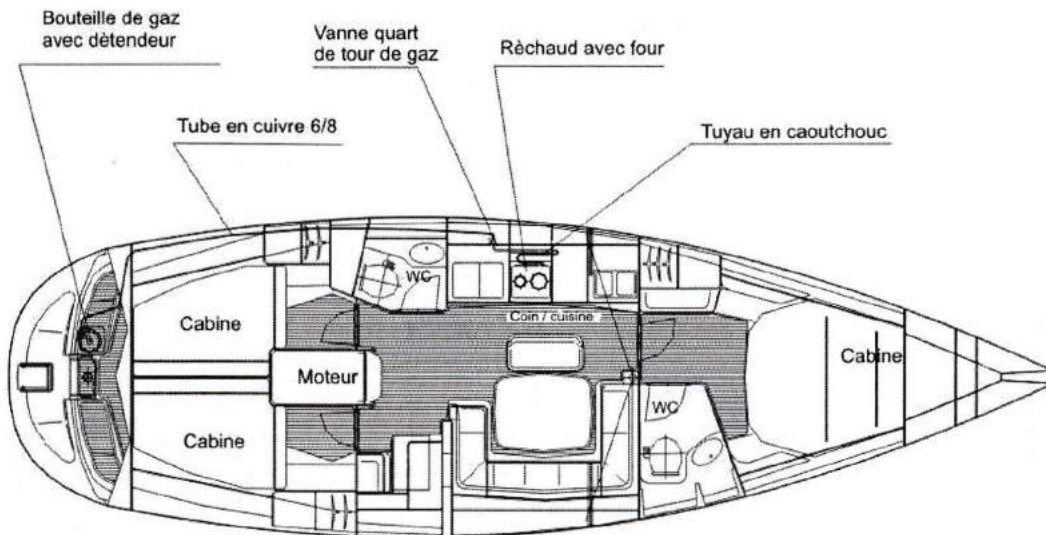 Bouteille de gaz
avec dètendeur
Vanne quart
de tour de gaz
Rèchaud avec four
Tube en cuivre 6/8
Tuyau en caoutchouc
WC
Cabine
Coin / cuisine
Moteur
Cabine
WC
Cabine